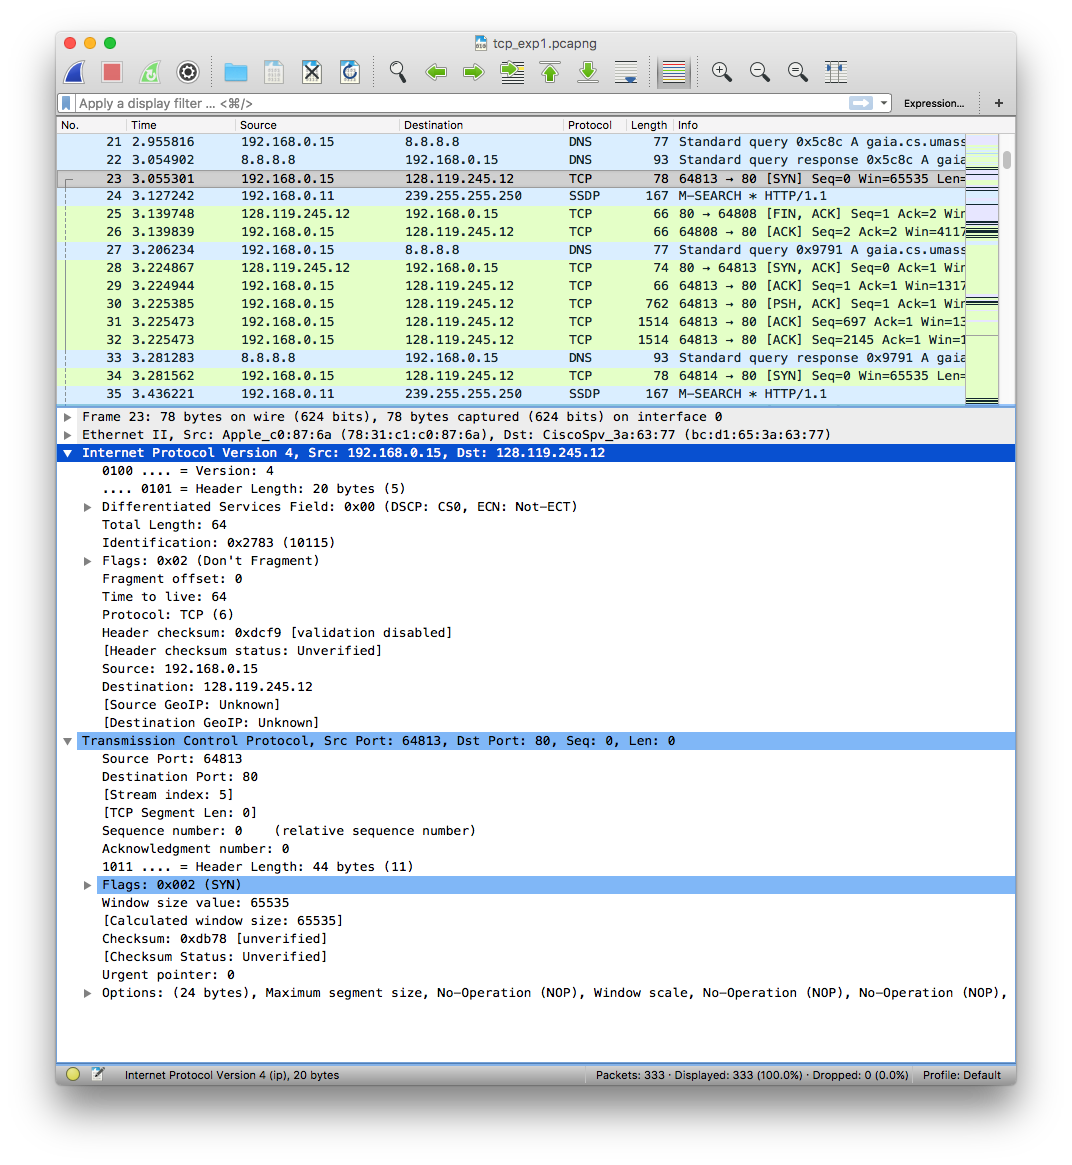 tcp_exp1.pcapng
Apply a display filter ... <⌘/>
Expression...
+
No. Time Source Destination Protocol Length Info
21 2.955816 192.168.0.15 8.8.8.8 DNS 77 Standard query 0x5c8c A gaia.cs.umass
22 3.054902 8.8.8.8 192.168.0.15 DNS 93 Standard query response 0x5c8c A gaia
23 3.055301 192.168.0.15 128.119.245.12 TCP 78 64813 → 80 [SYN] Seq=0 Win=65535 Len=
24 3.127242 192.168.0.11 239.255.255.250 SSDP 167 M-SEARCH * HTTP/1.1
25 3.139748 128.119.245.12 192.168.0.15 TCP 66 80 → 64808 [FIN, ACK] Seq=1 Ack=2 Win
26 3.139839 192.168.0.15 128.119.245.12 TCP 66 64808 → 80 [ACK] Seq=2 Ack=2 Win=4117
27 3.206234 192.168.0.15 8.8.8.8 DNS 77 Standard query 0x9791 A gaia.cs.umass
28 3.224867 128.119.245.12 192.168.0.15 TCP 74 80 → 64813 [SYN, ACK] Seq=0 Ack=1 Win
29 3.224944 192.168.0.15 128.119.245.12 TCP 66 64813 → 80 [ACK] Seq=1 Ack=1 Win=1317
30 3.225385 192.168.0.15 128.119.245.12 TCP 762 64813 → 80 [PSH, ACK] Seq=1 Ack=1 Win
31 3.225473 192.168.0.15 128.119.245.12 TCP 1514 64813 → 80 [ACK] Seq=697 Ack=1 Win=13
32 3.225473 192.168.0.15 128.119.245.12 TCP 1514 64813 → 80 [ACK] Seq=2145 Ack=1 Win=1
33 3.281283 8.8.8.8 192.168.0.15 DNS 93 Standard query response 0x9791 A gaia
34 3.281562 192.168.0.15 128.119.245.12 TCP 78 64814 → 80 [SYN] Seq=0 Win=65535 Len=
35 3.436221 192.168.0.11 239.255.255.250 SSDP 167 M-SEARCH * HTTP/1.1
Frame 23: 78 bytes on wire (624 bits), 78 bytes captured (624 bits) on interface 0
Ethernet II, Src: Apple_c0:87:6a (78:31:c1:c0:87:6a), Dst: CiscoSpv_3a:63:77 (bc:d1:65:3a:63:77)
Internet Protocol Version 4, Src: 192.168.0.15, Dst: 128.119.245.12
0100 .... = Version: 4
.... 0101 = Header Length: 20 bytes (5)
Differentiated Services Field: 0x00 (DSCP: CS0, ECN: Not-ECT)
Total Length: 64
Identification: 0x2783 (10115)
Flags: 0x02 (Don't Fragment)
Fragment offset: 0
Time to live: 64
Protocol: TCP (6)
Header checksum: 0xdcf9 [validation disabled]
[Header checksum status: Unverified]
Source: 192.168.0.15
Destination: 128.119.245.12
[Source GeoIP: Unknown]
[Destination GeoIP: Unknown]
Transmission Control Protocol, Src Port: 64813, Dst Port: 80, Seq: 0, Len: 0
Source Port: 64813
Destination Port: 80
[Stream index: 5]
[TCP Segment Len: 0]
Sequence number: 0 (relative sequence number)
Acknowledgment number: 0
1011 .... = Header Length: 44 bytes (11)
Flags: 0x002 (SYN)
Window size value: 65535
[Calculated window size: 65535]
Checksum: 0xdb78 [unverified]
[Checksum Status: Unverified]
Urgent pointer: 0
Options: (24 bytes), Maximum segment size, No-Operation (NOP), Window scale, No-Operation (NOP), No-Operation (NOP),
Internet Protocol Version 4 (ip), 20 bytes
Packets: 333 · Displayed: 333 (100.0%) · Dropped: 0 (0.0%)
Profile: Default